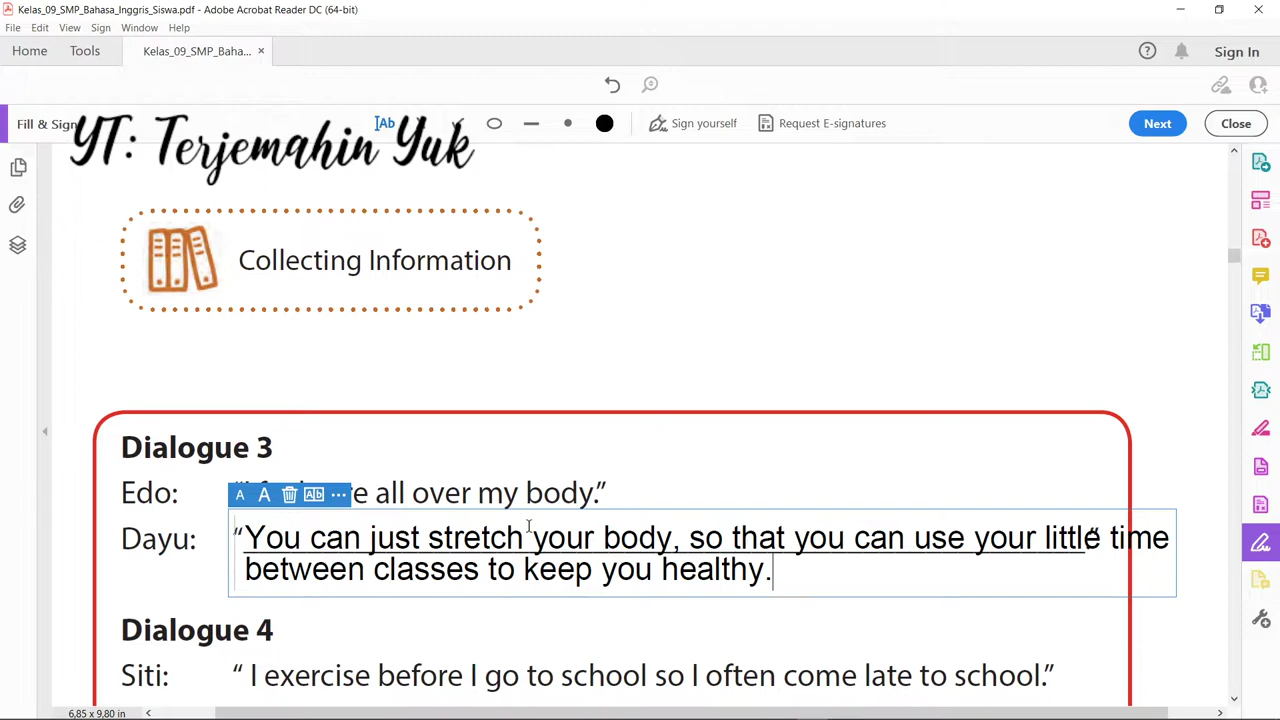 Kelas_09_SMP_Bahasa_Inggris_Siswa.pdf - Adobe Acrobat Reader DC (64-bit)
File Edit View Sign Window Help
Home Tools Kelas_09_SMP_Baha... × Sign In
Fill & Sign Ab Sign yourself Request E-signatures Next Close
YT: Terjemahin Yuk
Collecting Information
Dialogue 3
Edo: all over my body.”
A A Ab ...
Dayu: “You can just stretch your body, so that you can use your little time
between classes to keep you healthy.
Dialogue 4
Siti: “ I exercise before I go to school so I often come late to school.”
6,85 x 9,80 in